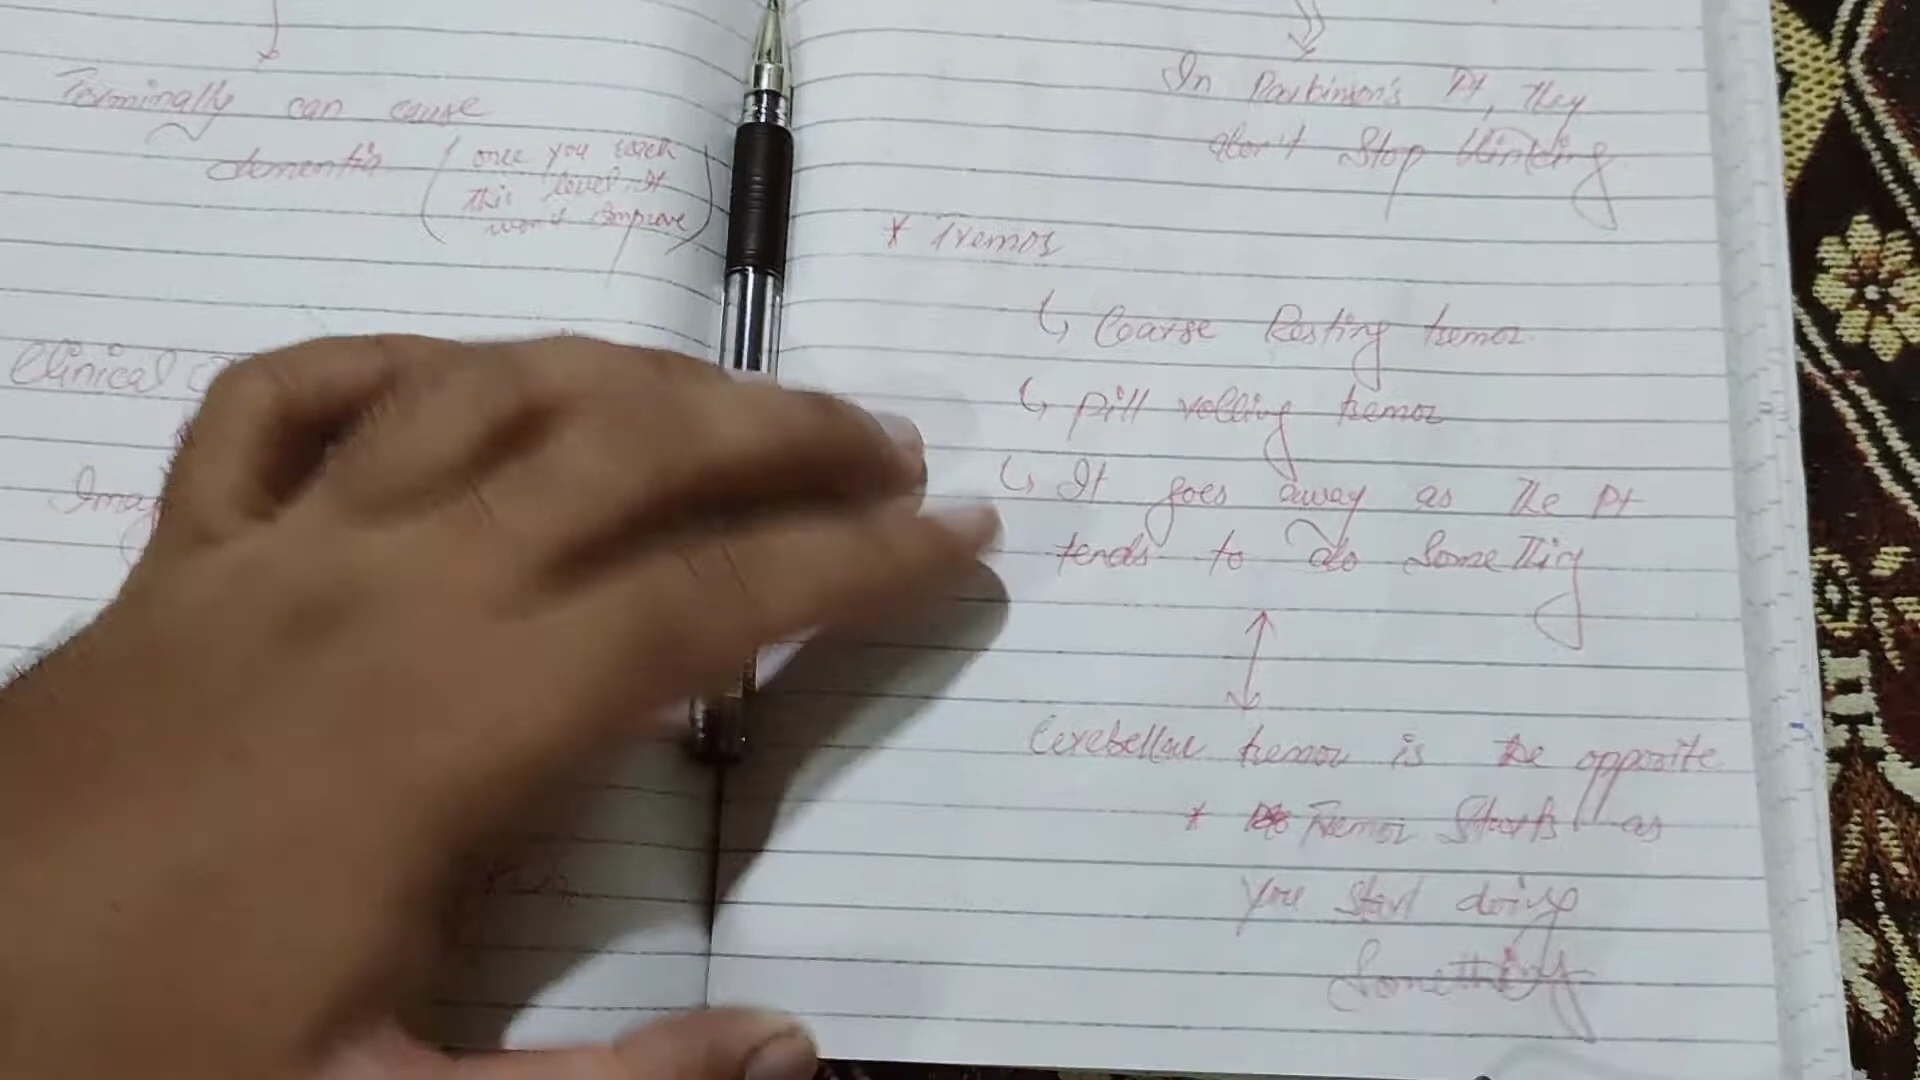 Terminally can cause
dementia ( once you reach
this level it
won't improve )
Clinical
Imag
In Parkinson's Pt, they
don't stop blinking
* Tremor
↳ Coarse Resting tremor
↳ pill rolling tremor
↳ It goes away as the pt
tends to do something
Cerebellar tremor is the opposite
* Tremor starts as
you start doing
Something